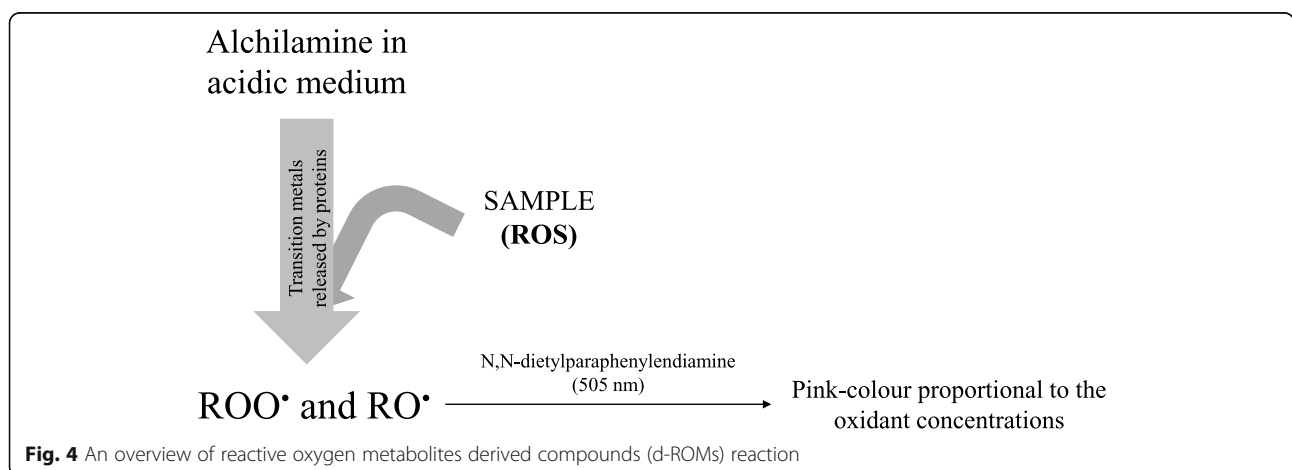 Alchilamine in
acidic medium
Transition metals
released by proteins
SAMPLE
(ROS)
ROO• and RO•
N,N-dietylparaphenylendiamine
(505 nm)
Pink-colour proportional to the
oxidant concentrations
Fig. 4 An overview of reactive oxygen metabolites derived compounds (d-ROMs) reaction